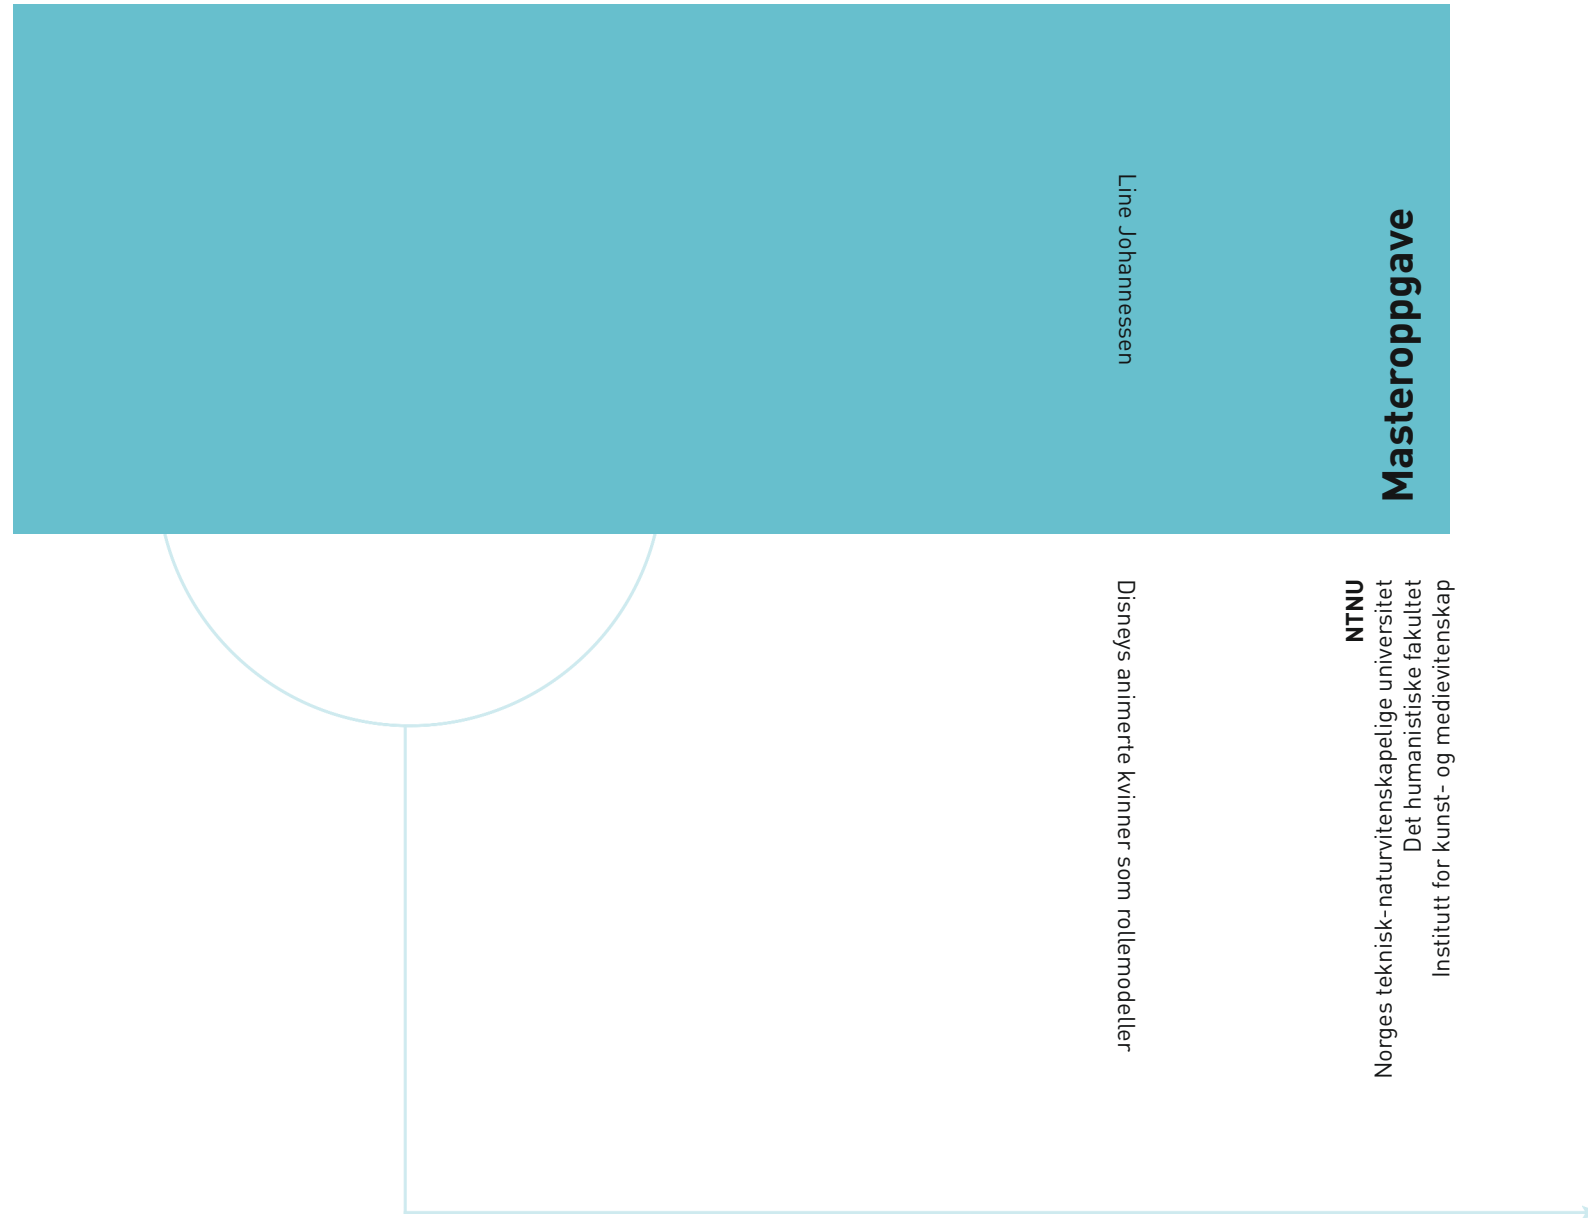 Line Johannessen
Disneys animerte kvinner som rollemodeller
Masteroppgave
NTNU
Norges teknisk-naturvitenskapelige universitet
Det humanistiske fakultet
Institutt for kunst- og medievitenskap